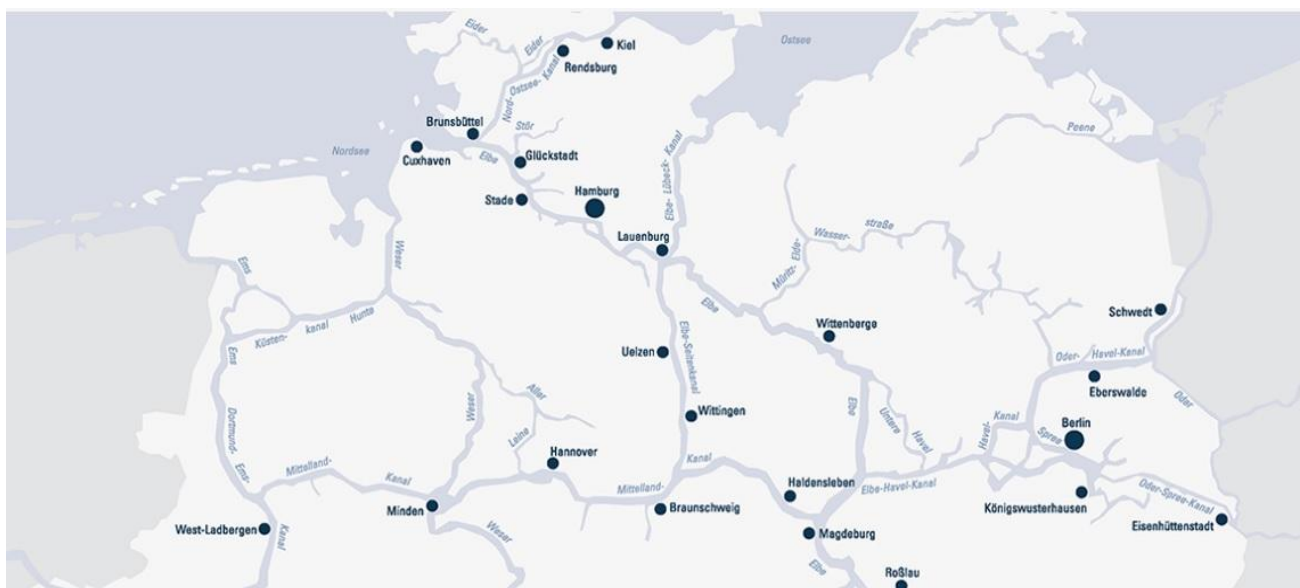 Eider
Eider
Kiel
Rendsburg
Nord-Ostsee-Kanal
Ostsee
Brunsbüttel
Stör
Peene
Nordsee
Cuxhaven
Elbe
Glückstadt
Elbe-Lübeck-Kanal
Hamburg
Stade
Lauenburg
Müritz-Elde-Wasser-straße
Weser
Ems
Elbe
Schwedt
Küsten-kanal
Hunte
Wittenberge
Ems
Uelzen
Elbe-Seitenkanal
Oder-Havel-Kanal
Eberswalde
Oder
Aller
Weser
Elbe
Untere Havel
Dortmund-Ems-Kanal
Wittingen
Havel-Kanal
Berlin
Spree
Leine
Hannover
Mittelland-Kanal
Mittelland-Kanal
Haldensleben
Elbe-Havel-Kanal
Königswusterhausen
Oder-Spree-Kanal
Minden
Braunschweig
West-Ladbergen
Weser
Magdeburg
Eisenhüttenstadt
Elbe
Roßlau